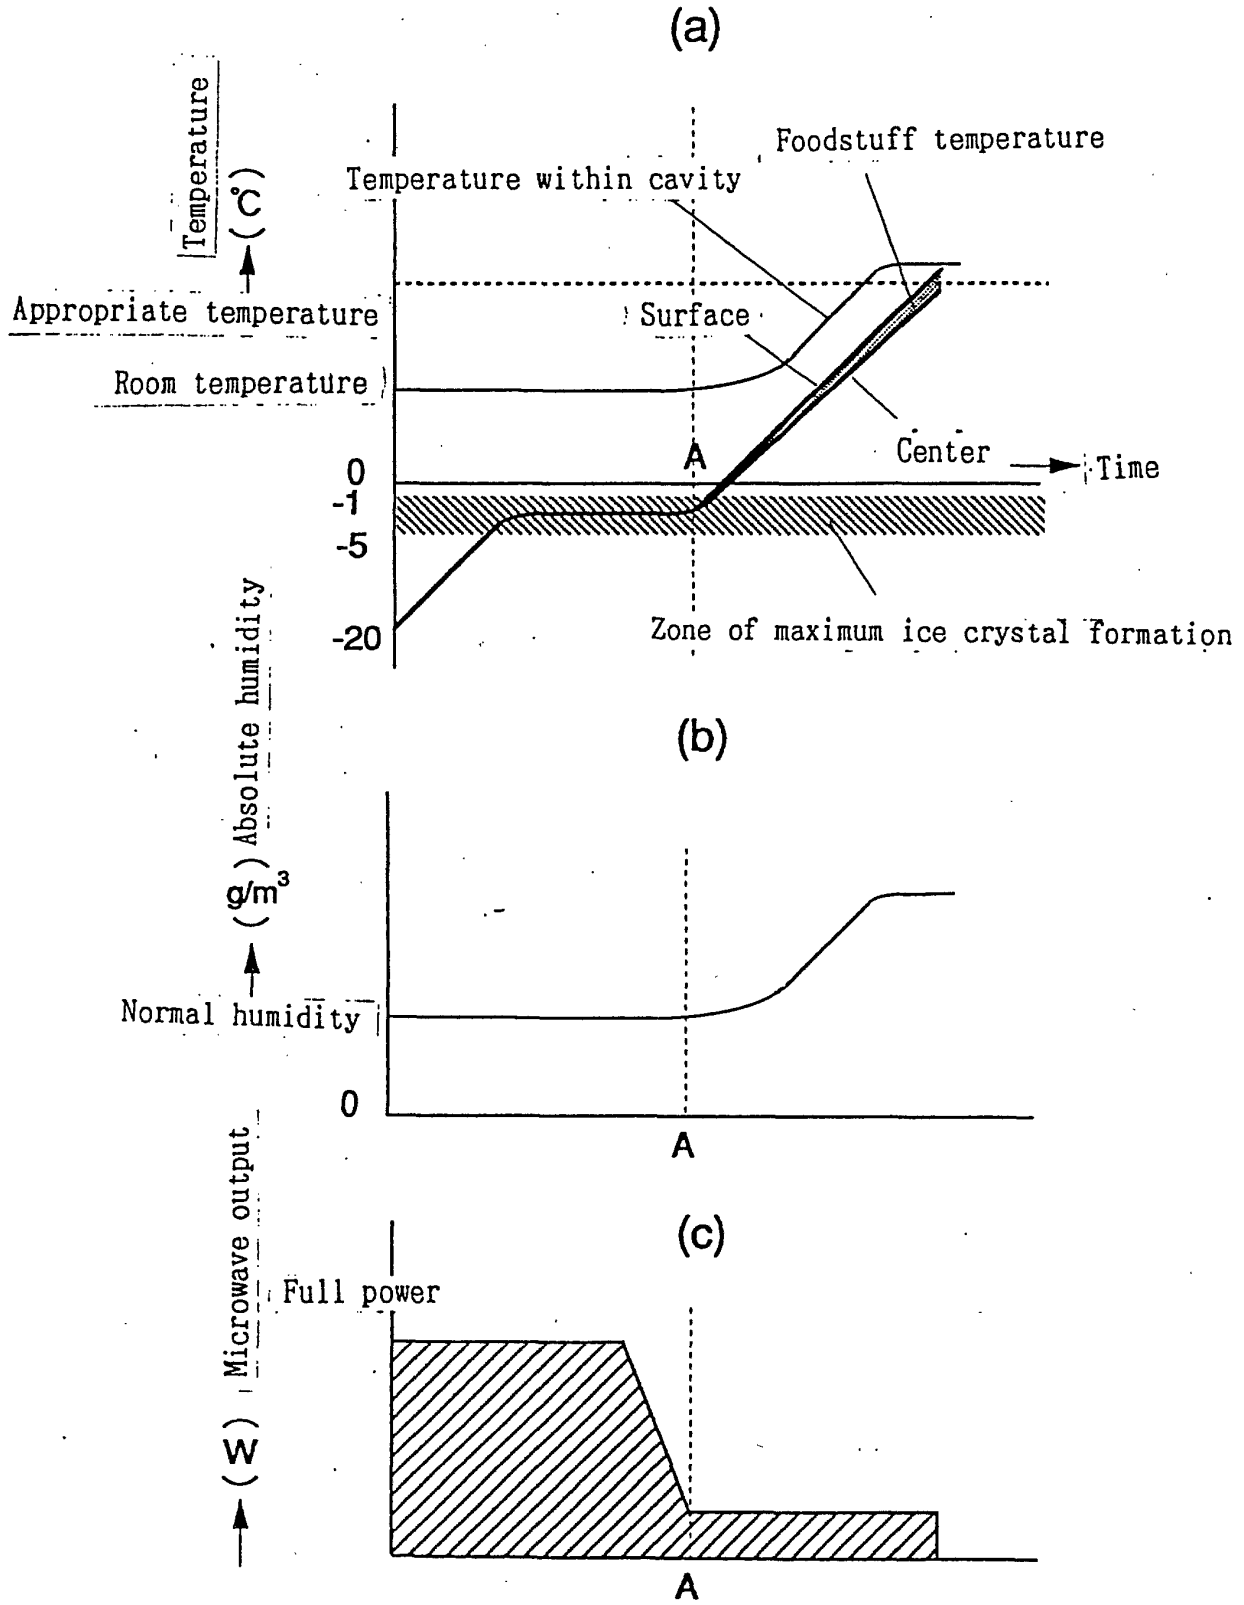 (a)
Temperature
(°C)
Foodstuff temperature
Temperature within cavity
Appropriate temperature
Surface
Room temperature
Center
A
Time
0
-1
-5
-20
Zone of maximum ice crystal formation
(b)
Absolute humidity
(g/m³)
Normal humidity
0
A
(c)
Microwave output
(W)
Full power
A